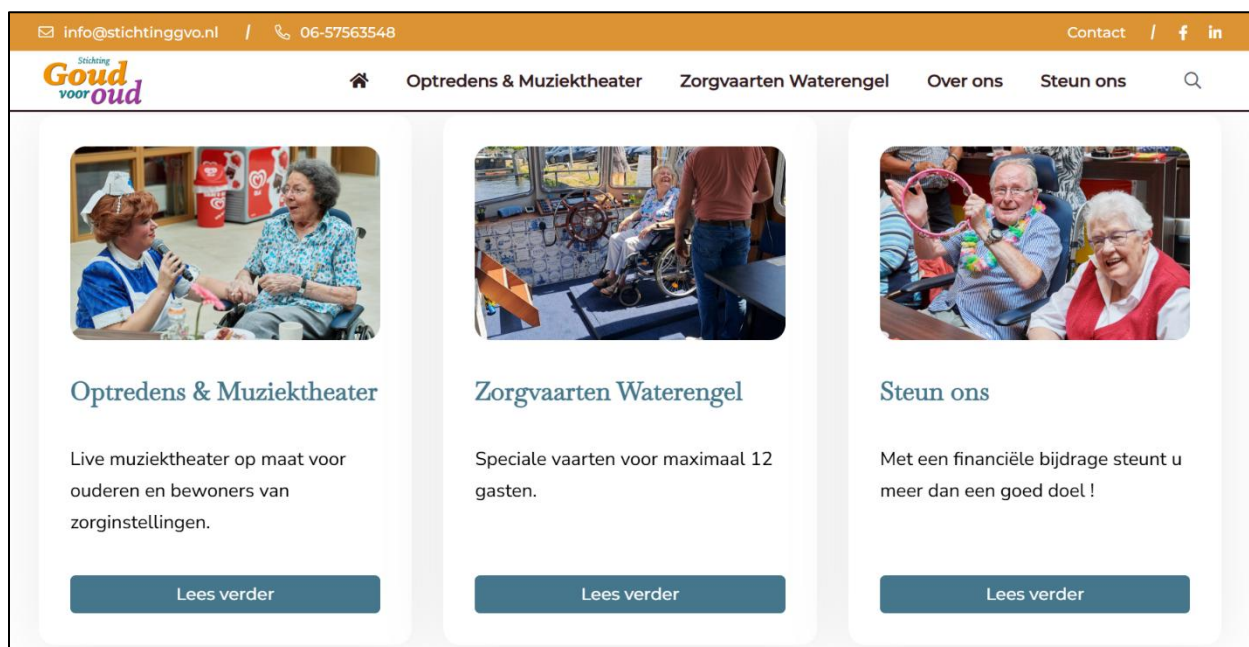 info@stichtinggvo.nl / 06-57563548 Contact / f in
Stichting
Goud
voor oud
Optredens & Muziektheater Zorgvaarten Waterengel Over ons Steun ons
Optredens & Muziektheater
Live muziektheater op maat voor
ouderen en bewoners van
zorginstellingen.
Lees verder
Zorgvaarten Waterengel
Speciale vaarten voor maximaal 12
gasten.
Lees verder
Steun ons
Met een financiële bijdrage steunt u
meer dan een goed doel !
Lees verder